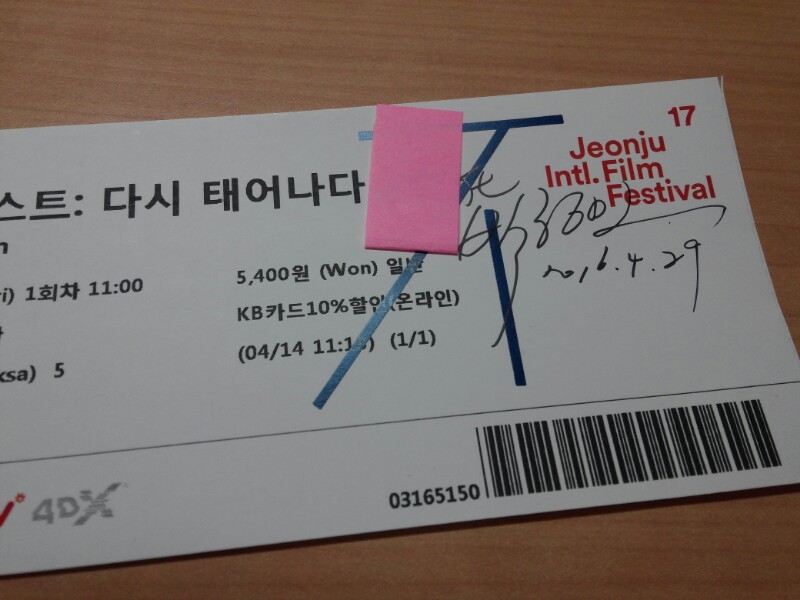 17
Jeonju
Intl. Film
Festival
스트: 다시 태어나다
n
ri) 1회차 11:00
5,400원 (Won) 일반
KB카드10%할인(온라인)
(04/14 11:1 ) (1/1)
ksa) 5
2016.4.29
4DX
03165150